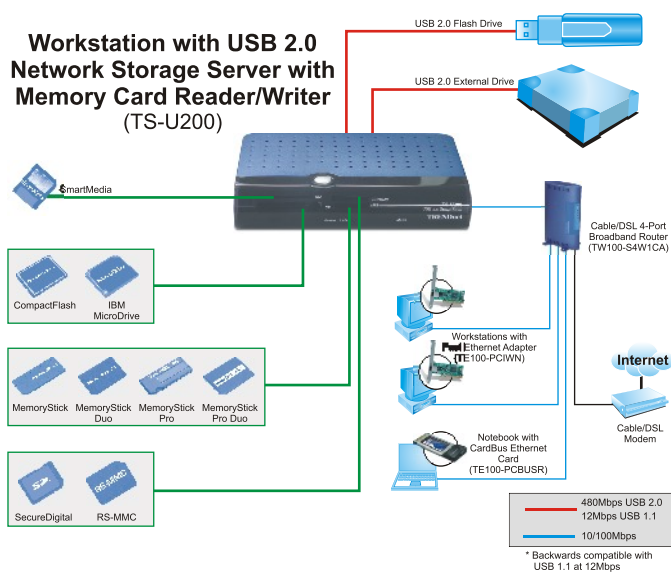 Workstation with USB 2.0
Network Storage Server with
Memory Card Reader/Writer
(TS-U200)
USB 2.0 Flash Drive
USB 2.0 External Drive
SmartMedia
TRENDnet
Cable/DSL 4-Port
Broadband Router
(TW100-S4W1CA)
CompactFlash
IBM
MicroDrive
Workstations with
Ethernet Adapter
(TE100-PCIWN)
Internet
MemoryStick
MemoryStick
Duo
MemoryStick
Pro
MemoryStick
Pro Duo
Cable/DSL
Modem
Notebook with
CardBus Ethernet
Card
(TE100-PCBUSR)
RS-MMC
SecureDigital
RS-MMC
480Mbps USB 2.0
12Mbps USB 1.1
10/100Mbps
* Backwards compatible with
USB 1.1 at 12Mbps